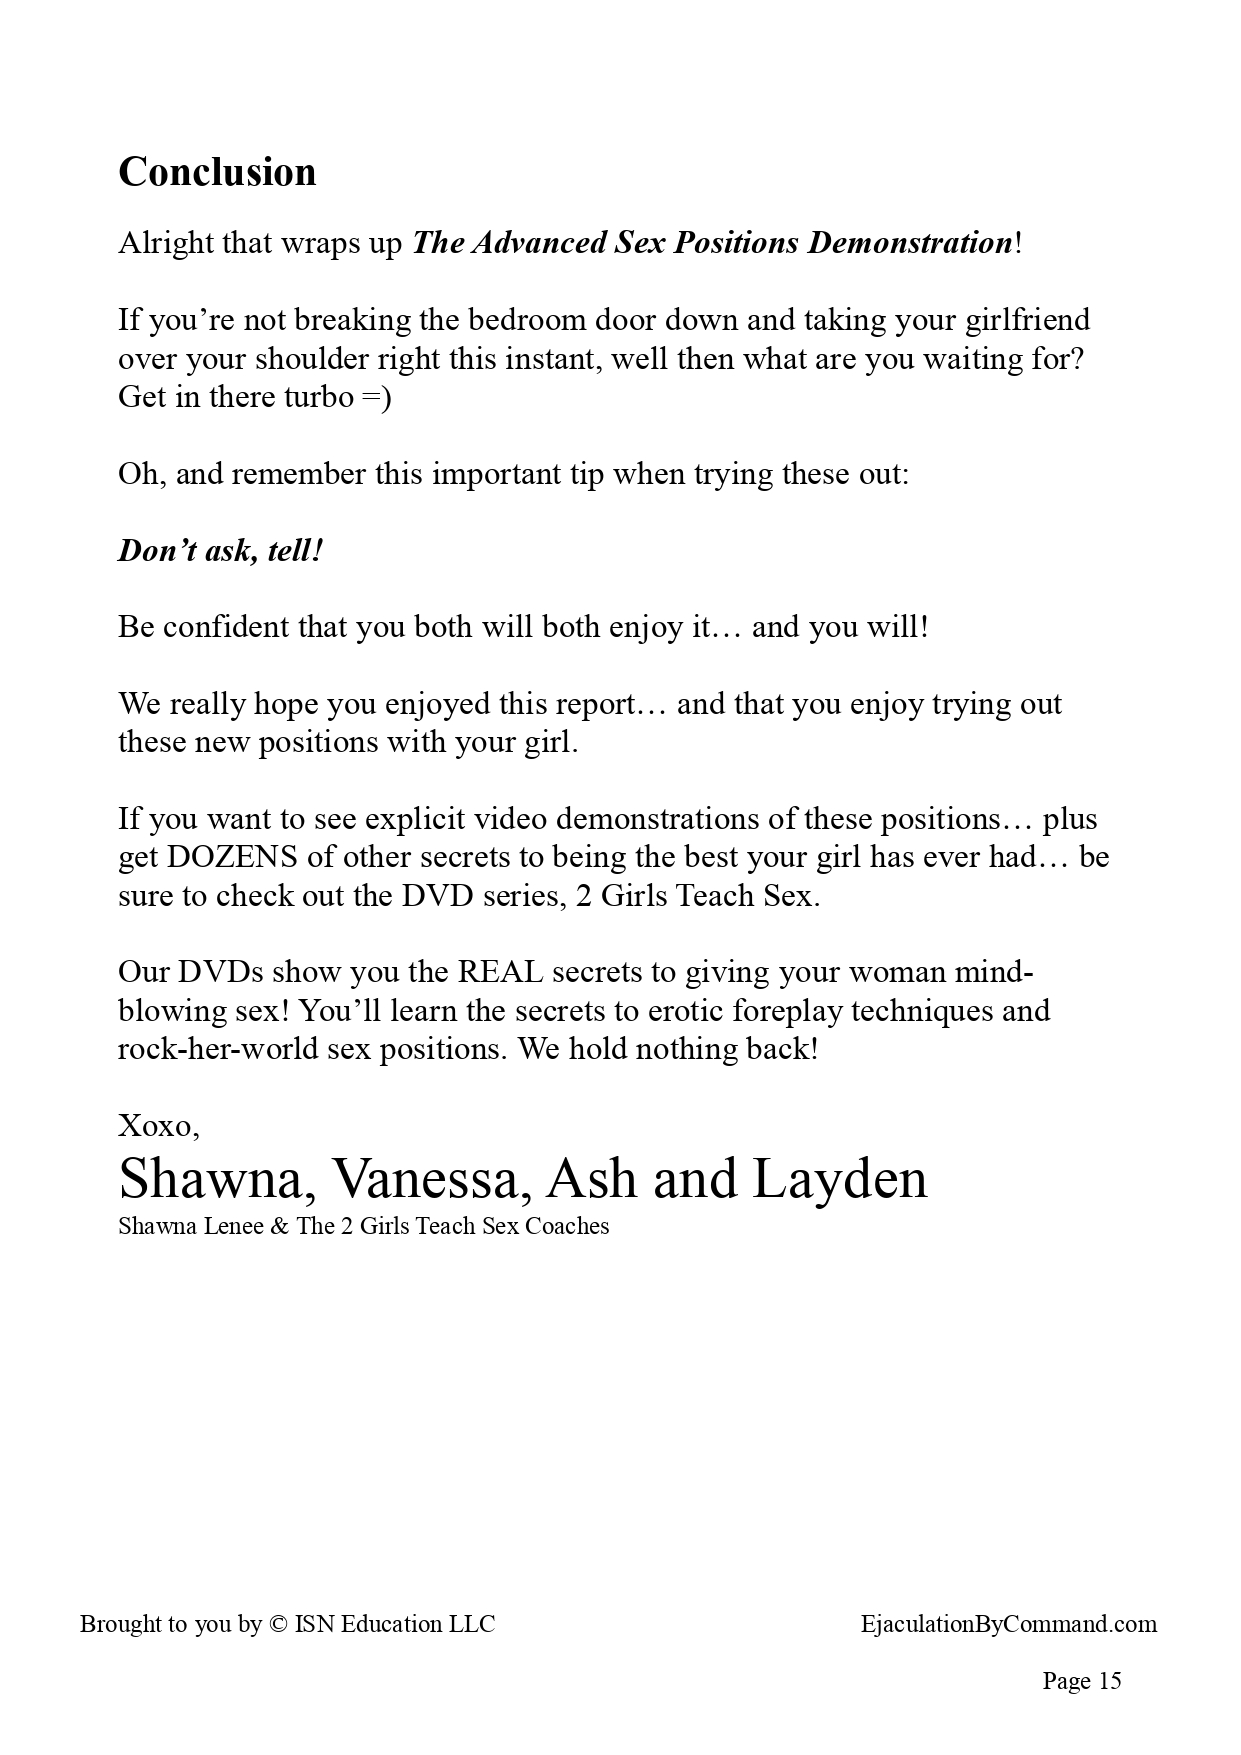 Conclusion
Alright that wraps up The Advanced Sex Positions Demonstration!
If you’re not breaking the bedroom door down and taking your girlfriend
over your shoulder right this instant, well then what are you waiting for?
Get in there turbo =)
Oh, and remember this important tip when trying these out:
Don’t ask, tell!
Be confident that you both will both enjoy it… and you will!
We really hope you enjoyed this report… and that you enjoy trying out
these new positions with your girl.
If you want to see explicit video demonstrations of these positions… plus
get DOZENS of other secrets to being the best your girl has ever had… be
sure to check out the DVD series, 2 Girls Teach Sex.
Our DVDs show you the REAL secrets to giving your woman mind-
blowing sex! You’ll learn the secrets to erotic foreplay techniques and
rock-her-world sex positions. We hold nothing back!
Xoxo,
Shawna, Vanessa, Ash and Layden
Shawna Lenee & The 2 Girls Teach Sex Coaches
Brought to you by © ISN Education LLC EjaculationByCommand.com
Page 15